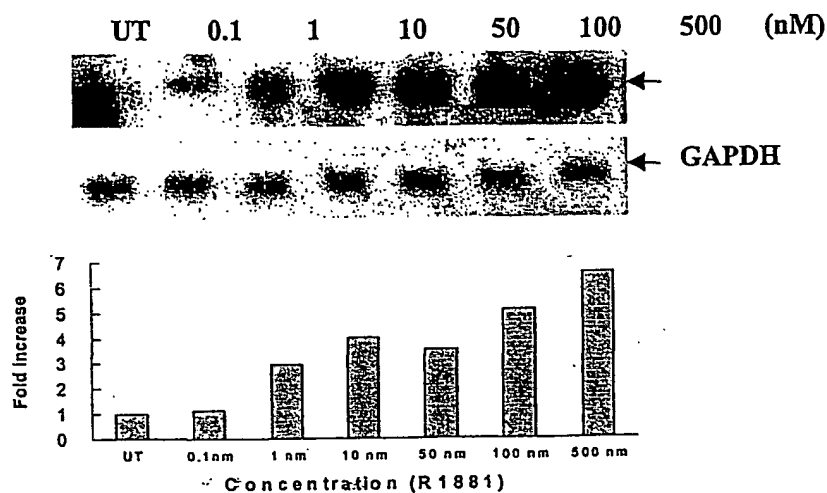 UT 0.1 1 10 50 100 500 (nM)
GAPDH
7
6
5
4
3
2
1
0
Fold increase
UT 0.1nm 1 nm 10 nm 50 nm 100 nm 500 nm
Concentration (R1881)